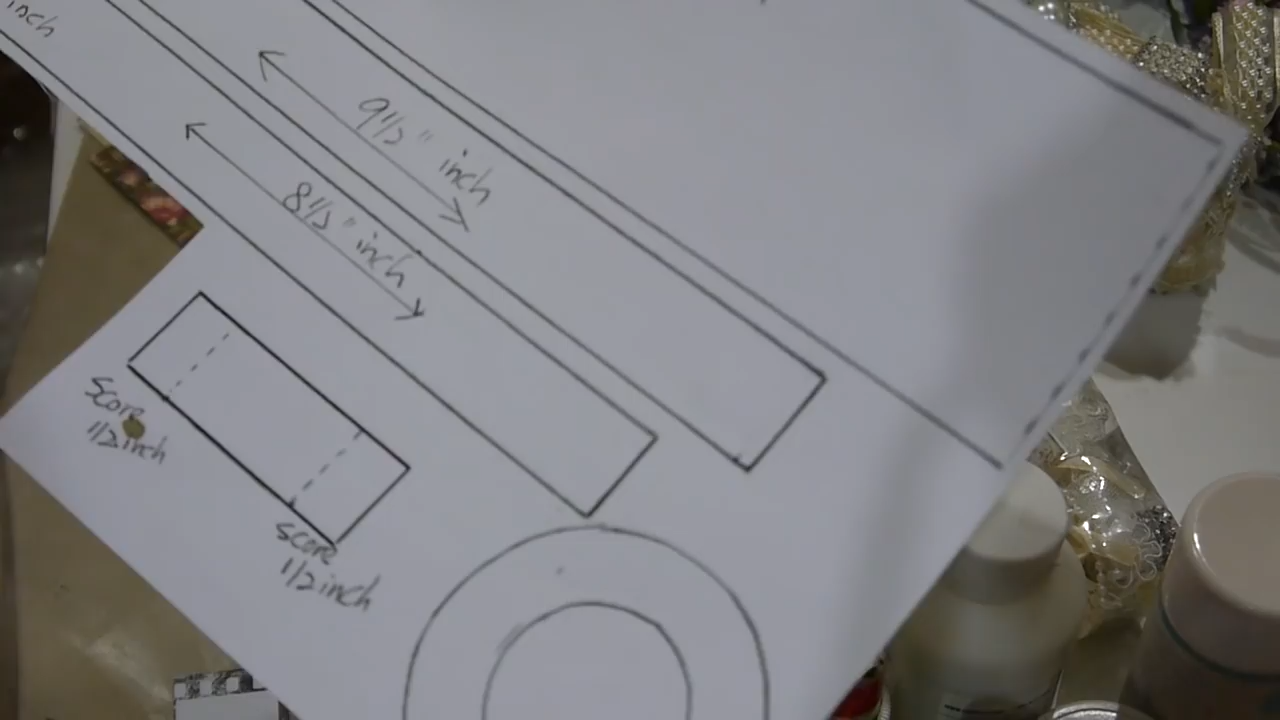 inch
9 1/2" inch
8 1/2" inch
Score
1/2 inch
Score
1/2 inch